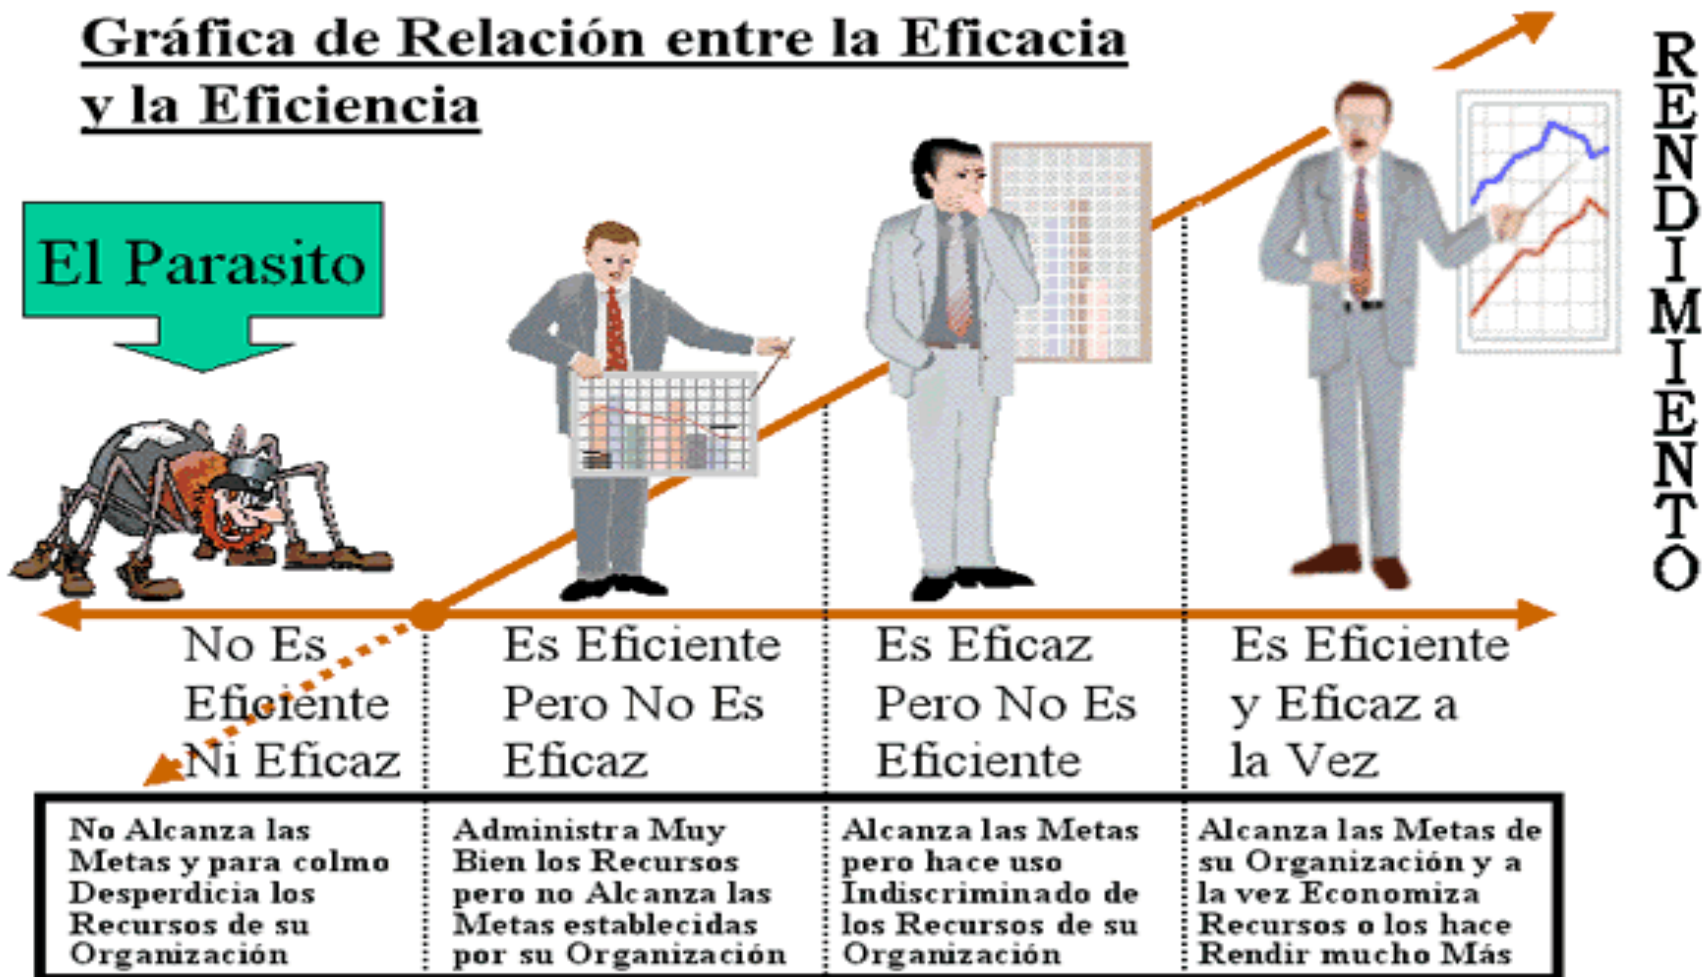 Gráfica de Relación entre la Eficacia
y la Eficiencia
RENDIMIENTO
El Parasito
No Es
Eficiente
Ni Eficaz
Es Eficiente
Pero No Es
Eficaz
Es Eficaz
Pero No Es
Eficiente
Es Eficiente
y Eficaz a
la Vez
No Alcanza las
Metas y para colmo
Desperdicia los
Recursos de su
Organización
Administra Muy
Bien los Recursos
pero no Alcanza las
Metas establecidas
por su Organización
Alcanza las Metas
pero hace uso
Indiscriminado de
los Recursos de su
Organización
Alcanza las Metas de
su Organización y a
la vez Economiza
Recursos o los hace
Rendir mucho Más